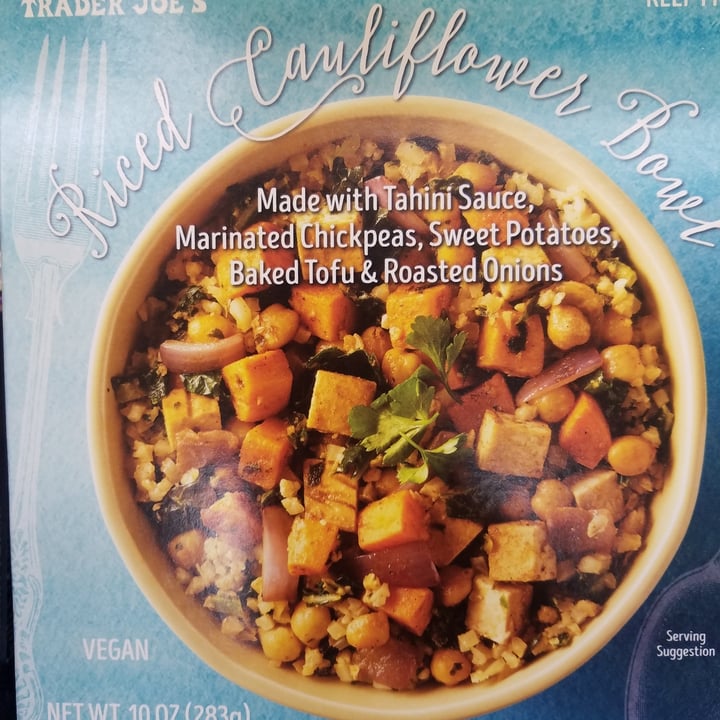 TRADER JOE'S
Riced Cauliflower Bowl
Made with Tahini Sauce,
Marinated Chickpeas, Sweet Potatoes,
Baked Tofu & Roasted Onions
VEGAN
Serving
Suggestion
NET WT. 10 OZ (283g)